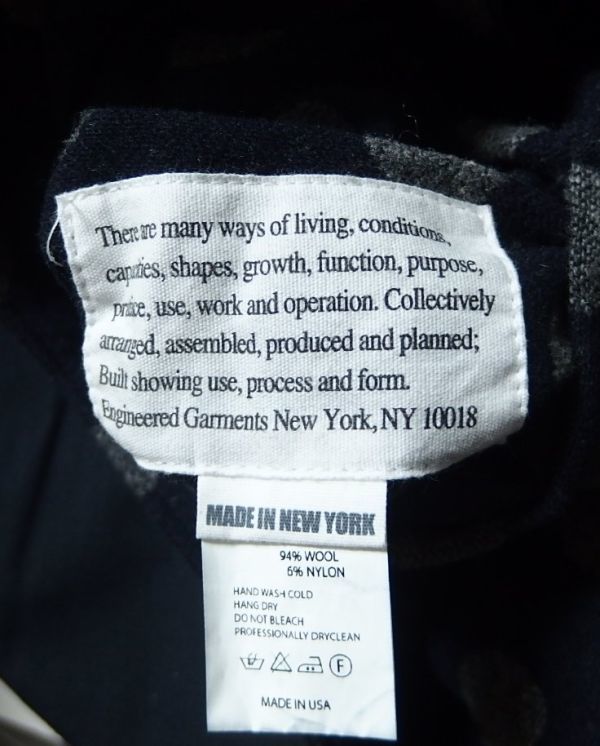 There are many ways of living, conditions,
capacities, shapes, growth, function, purpose,
price, use, work and operation. Collectively
arranged, assembled, produced and planned;
Built showing use, process and form.
Engineered Garments New York, NY 10018
MADE IN NEW YORK
94% WOOL
6% NYLON
HAND WASH COLD
HANG DRY
DO NOT BLEACH
PROFESSIONALLY DRYCLEAN
F
MADE IN USA